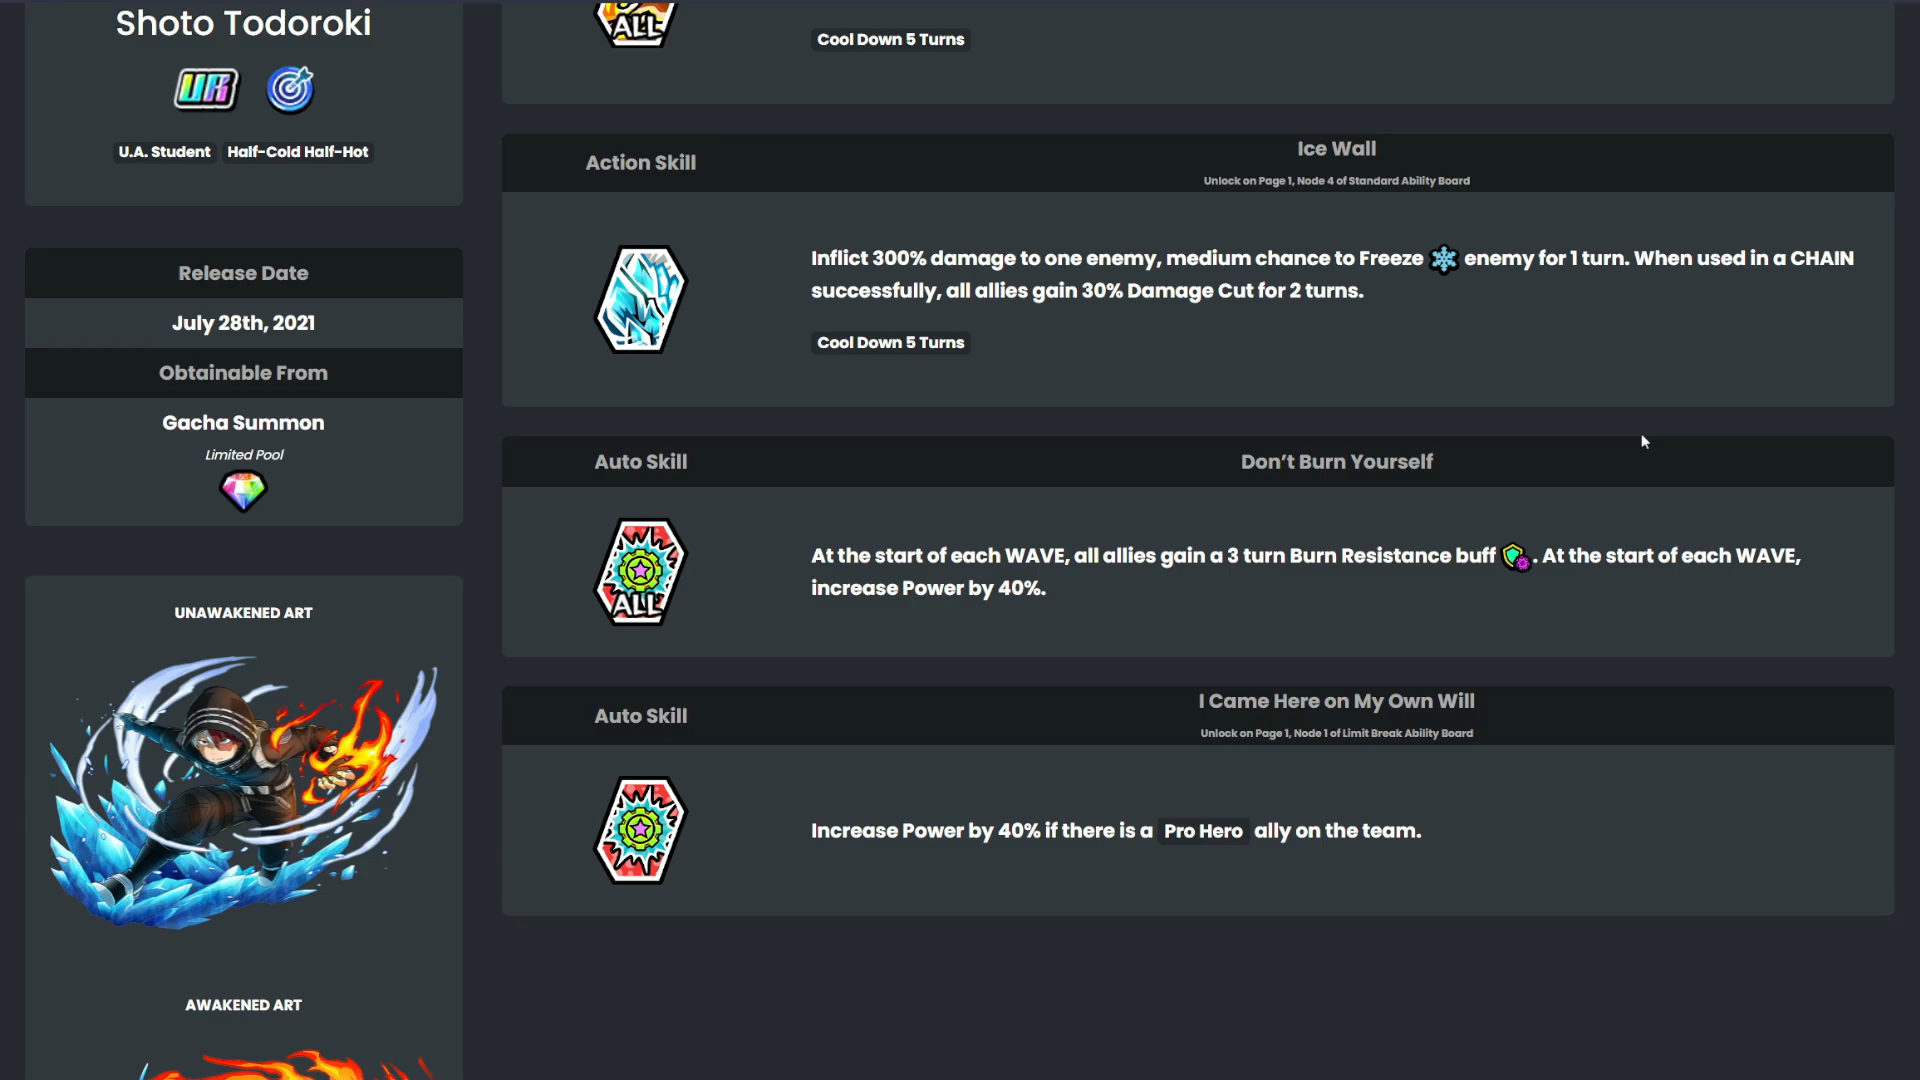 Shoto Todoroki
UR
U.A. Student Half-Cold Half-Hot
Release Date
July 28th, 2021
Obtainable From
Gacha Summon
Limited Pool
UNAWAKENED ART
AWAKENED ART
ALL
Cool Down 5 Turns
Action Skill
Ice Wall
Unlock on Page 1, Node 4 of Standard Ability Board
Inflict 300% damage to one enemy, medium chance to Freeze enemy for 1 turn. When used in a CHAIN
successfully, all allies gain 30% Damage Cut for 2 turns.
Cool Down 5 Turns
Auto Skill
Don’t Burn Yourself
ALL
At the start of each WAVE, all allies gain a 3 turn Burn Resistance buff . At the start of each WAVE,
increase Power by 40%.
Auto Skill
I Came Here on My Own Will
Unlock on Page 1, Node 1 of Limit Break Ability Board
Increase Power by 40% if there is a Pro Hero ally on the team.